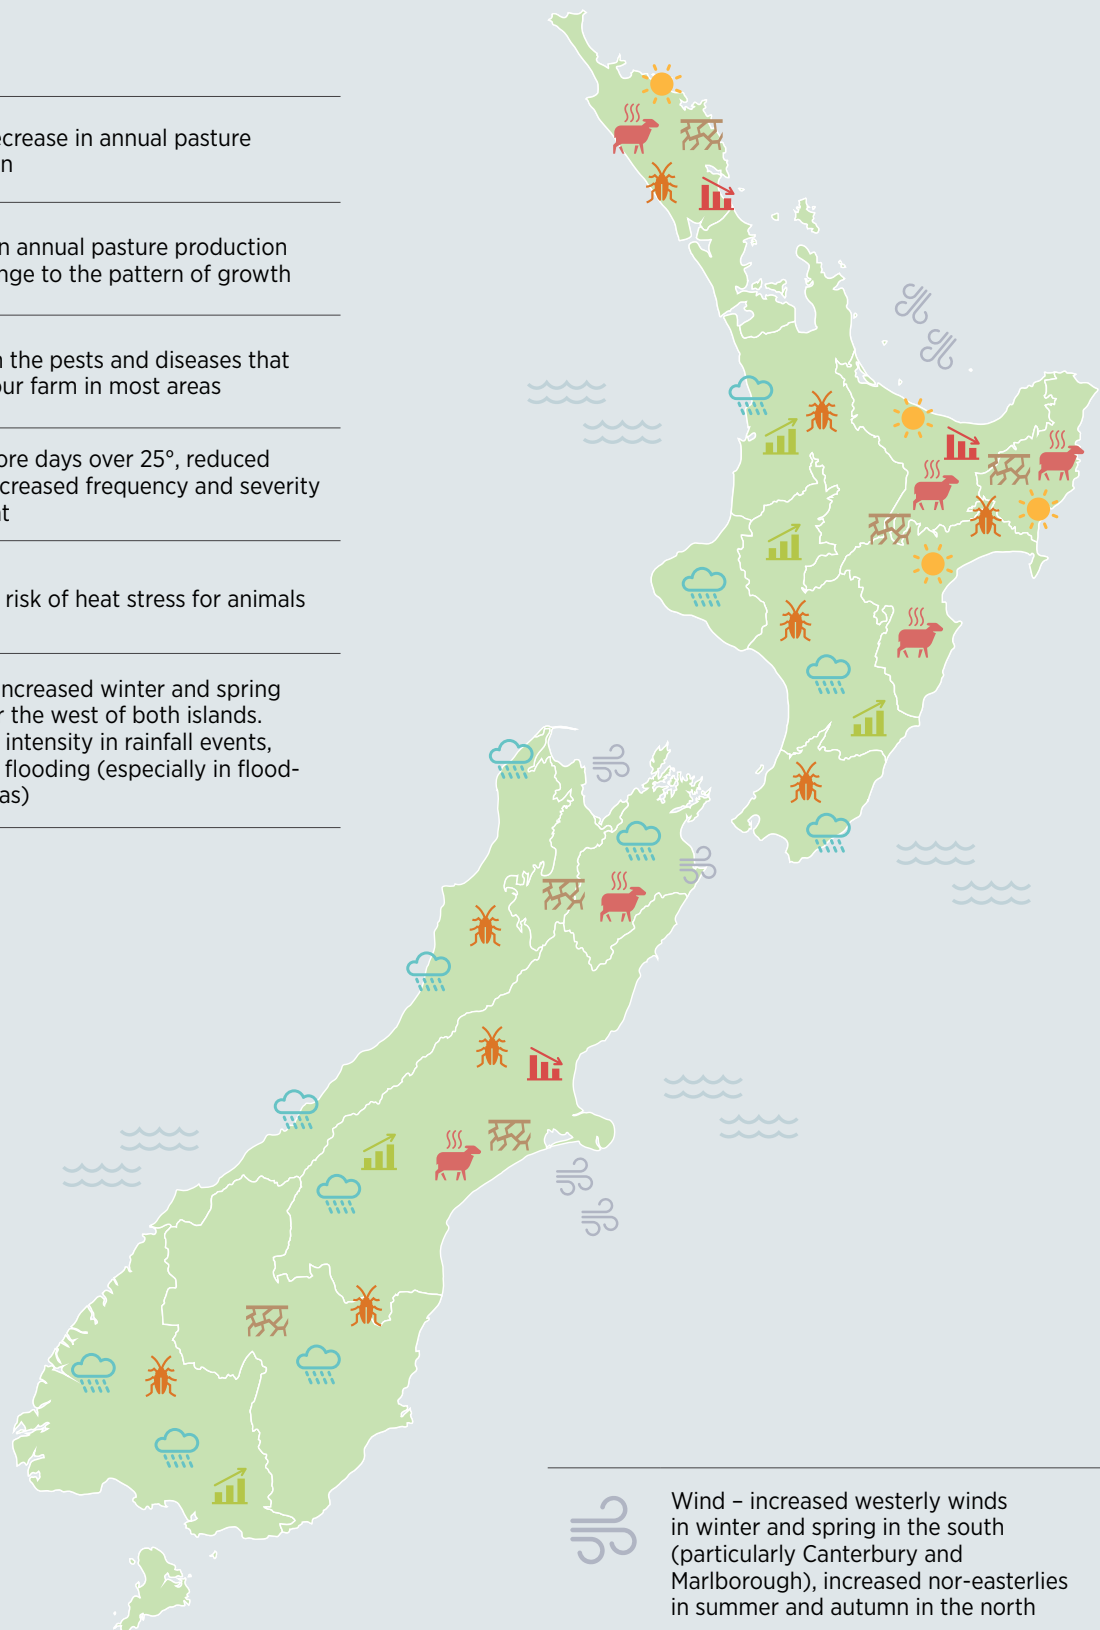 crease in annual pasture
n
n annual pasture production
nge to the pattern of growth
n the pests and diseases that
our farm in most areas
ore days over 25°, reduced
creased frequency and severity
t
risk of heat stress for animals
ncreased winter and spring
r the west of both islands.
intensity in rainfall events,
flooding (especially in flood-
as)
Wind – increased westerly winds
in winter and spring in the south
(particularly Canterbury and
Marlborough), increased nor-easterlies
in summer and autumn in the north